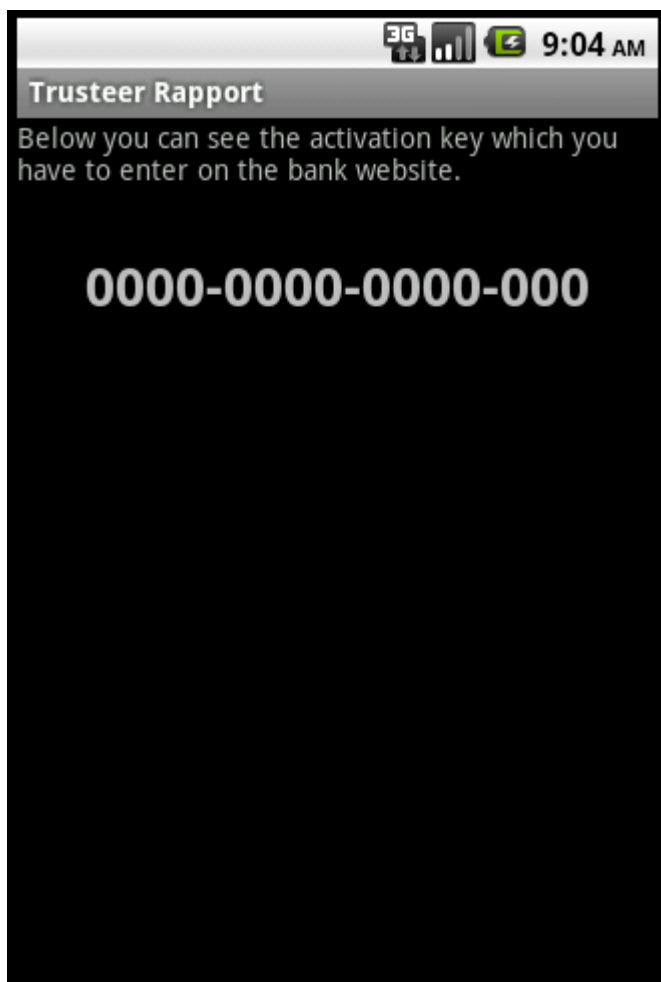 3G 9:04 AM
Trusteer Rapport
Below you can see the activation key which you
have to enter on the bank website.
0000-0000-0000-000